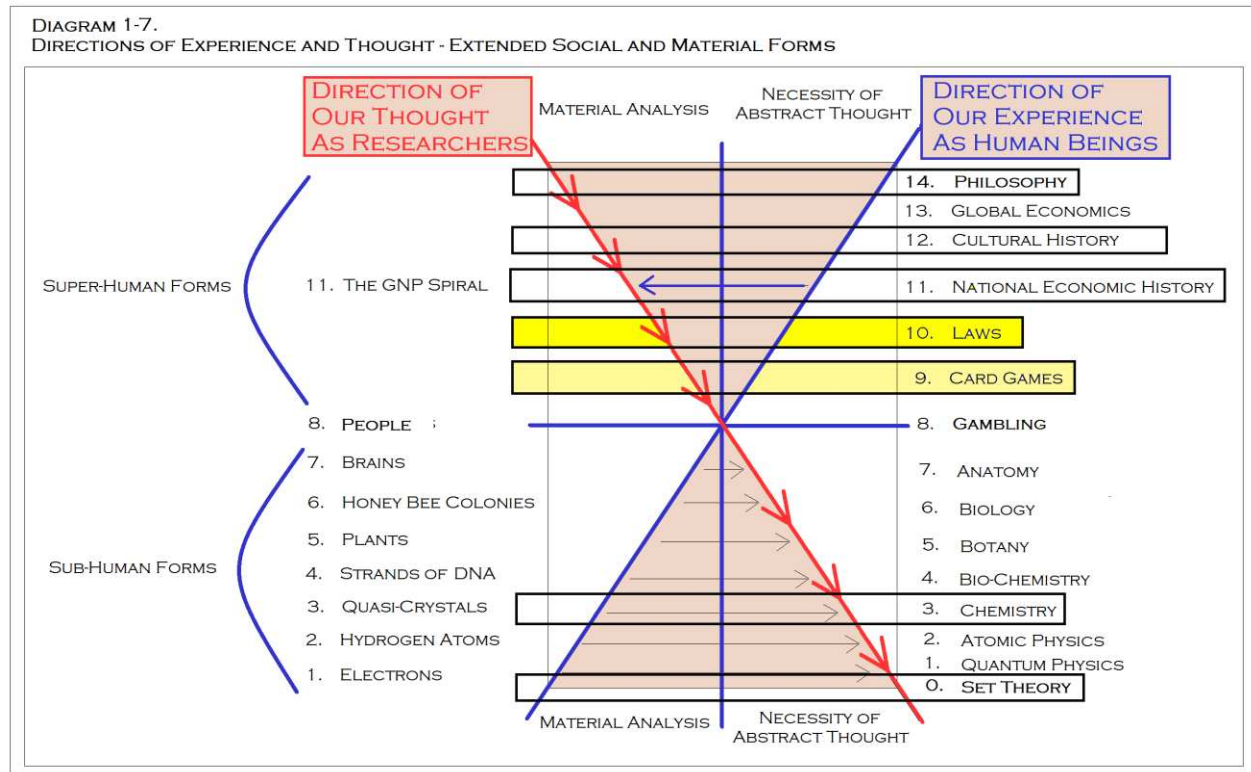 DIAGRAM 1-7.
DIRECTIONS OF EXPERIENCE AND THOUGHT - EXTENDED SOCIAL AND MATERIAL FORMS
DIRECTION OF
OUR THOUGHT
AS RESEARCHERS
MATERIAL ANALYSIS
NECESSITY OF
ABSTRACT THOUGHT
DIRECTION OF
OUR EXPERIENCE
AS HUMAN BEINGS
14. PHILOSOPHY
13. GLOBAL ECONOMICS
12. CULTURAL HISTORY
SUPER-HUMAN FORMS
11. THE GNP SPIRAL
11. NATIONAL ECONOMIC HISTORY
10. LAWS
9. CARD GAMES
8. PEOPLE ;
8. GAMBLING
7. BRAINS
7. ANATOMY
6. HONEY BEE COLONIES
6. BIOLOGY
5. PLANTS
5. BOTANY
SUB-HUMAN FORMS
4. STRANDS OF DNA
4. BIO-CHEMISTRY
3. QUASI-CRYSTALS
3. CHEMISTRY
2. HYDROGEN ATOMS
2. ATOMIC PHYSICS
1. ELECTRONS
1. QUANTUM PHYSICS
0. SET THEORY
MATERIAL ANALYSIS
NECESSITY OF
ABSTRACT THOUGHT